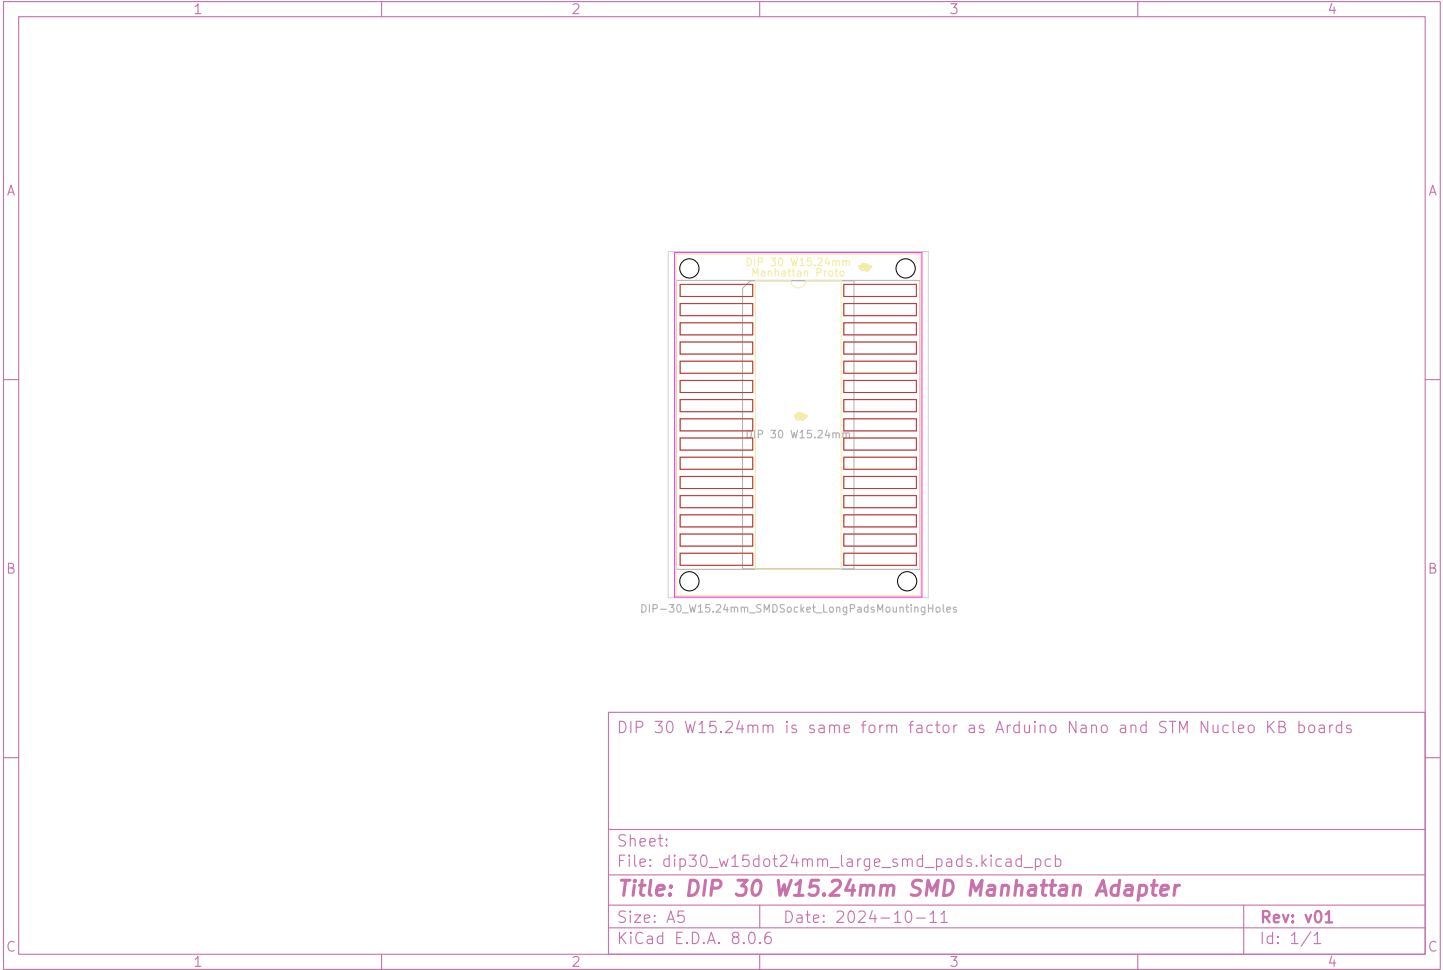 1 2 3 4
A A
DIP 30 W15.24mm
Manhattan Proto
DIP 30 W15.24mm
B B
DIP-30_W15.24mm_SMDSocket_LongPadsMountingHoles
DIP 30 W15.24mm is same form factor as Arduino Nano and STM Nucleo KB boards
Sheet:
File: dip30_w15dot24mm_large_smd_pads.kicad_pcb
Title: DIP 30 W15.24mm SMD Manhattan Adapter
Size: A5 Date: 2024-10-11 Rev: v01
KiCad E.D.A. 8.0.6 Id: 1/1
C C
1 2 3 4